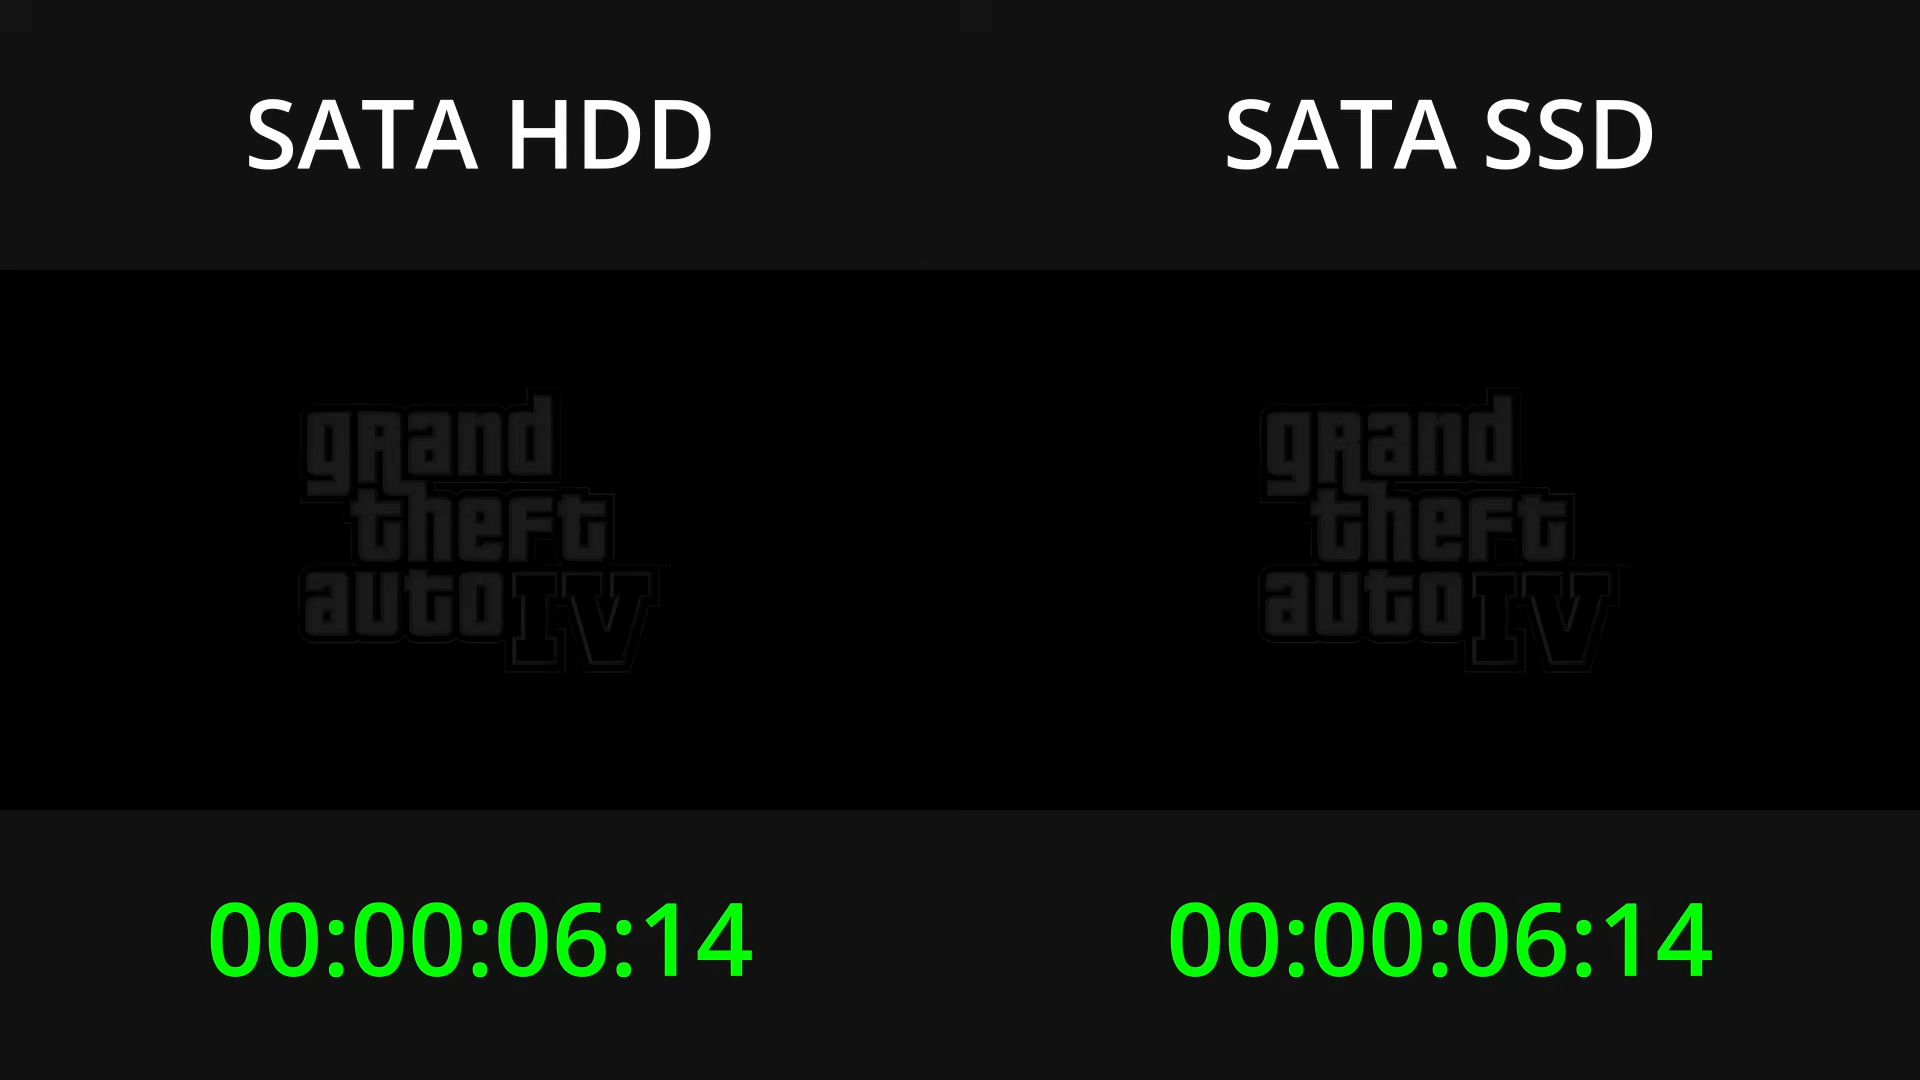 SATA HDD
SATA SSD
grand
theft
auto IV
grand
theft
auto IV
00:00:06:14
00:00:06:14